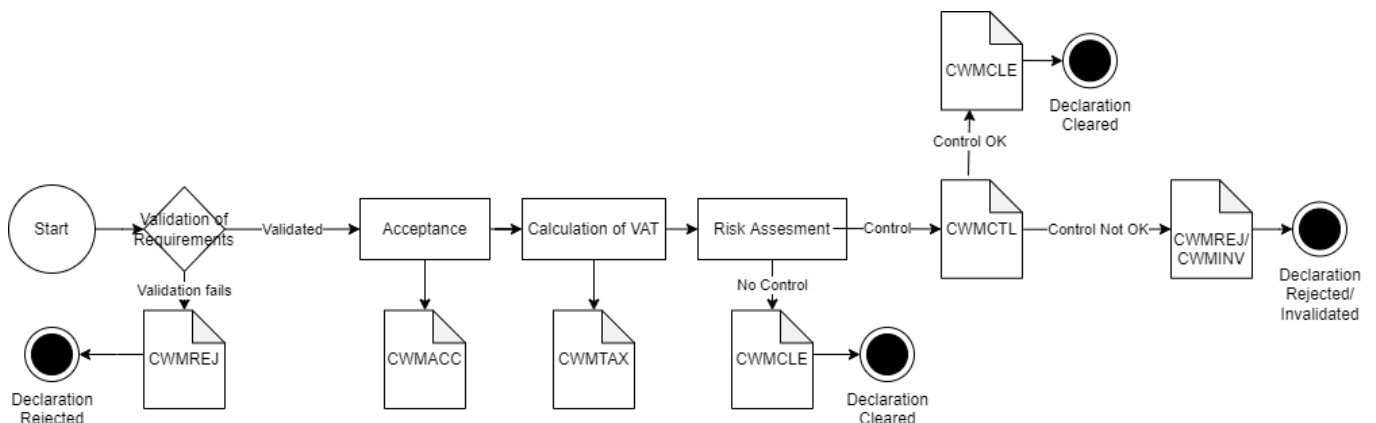 CWMCLE
Declaration
Cleared
Control OK
Start
Validation of
Requirements
Validated
Acceptance
Calculation of VAT
Risk Assesment
Control
CWMCTL
Control Not OK
CWMREJ/
CWMINV
Declaration
Rejected/
Invalidated
Validation fails
No Control
CWMREJ
CWMACC
CWMTAX
CWMCLE
Declaration
Rejected
Declaration
Cleared